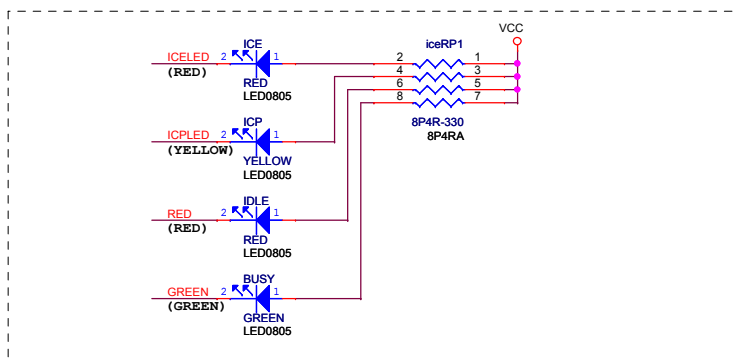 VCC
ICE
iceRP1
ICELED 2 1 2 1
(RED) 4 3
RED 6 5
LED0805 8 7
ICP 8P4R-330
ICPLED 2 1 8P4RA
(YELLOW)
YELLOW
LED0805
IDLE
RED 2 1
(RED)
RED
LED0805
BUSY
GREEN 2 1
(GREEN)
GREEN
LED0805